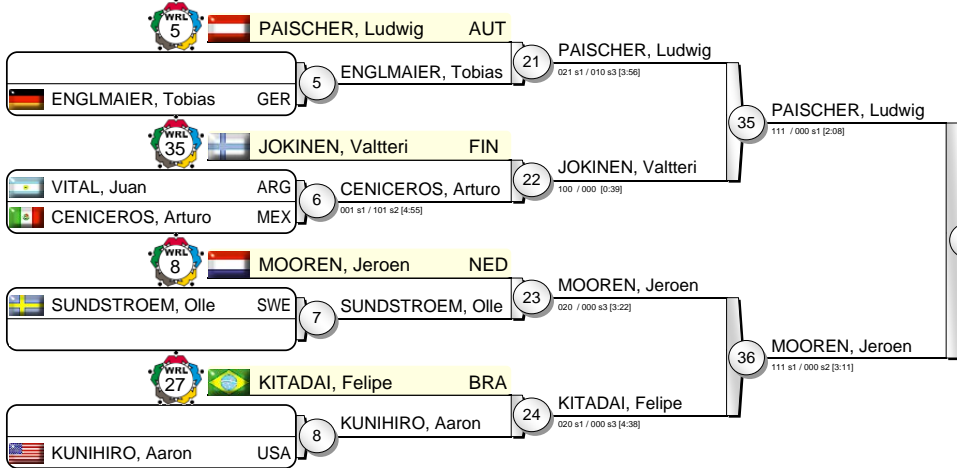 WRL 5 PAISCHER, Ludwig AUT
ENGLMAIER, Tobias GER
5 ENGLMAIER, Tobias
21 PAISCHER, Ludwig
021 s1 / 010 s3 [3:56]
WRL 35 JOKINEN, Valtteri FIN
VITAL, Juan ARG
CENICEROS, Arturo MEX
6 CENICEROS, Arturo
001 s1 / 101 s2 [4:55]
22 JOKINEN, Valtteri
100 / 000 [0:39]
35 PAISCHER, Ludwig
111 / 000 s1 [2:08]
WRL 8 MOOREN, Jeroen NED
SUNDSTROEM, Olle SWE
7 SUNDSTROEM, Olle
23 MOOREN, Jeroen
020 / 000 s3 [3:22]
WRL 27 KITADAI, Felipe BRA
KUNIHIRO, Aaron USA
8 KUNIHIRO, Aaron
24 KITADAI, Felipe
020 s1 / 000 s3 [4:38]
36 MOOREN, Jeroen
111 s1 / 000 s2 [3:11]